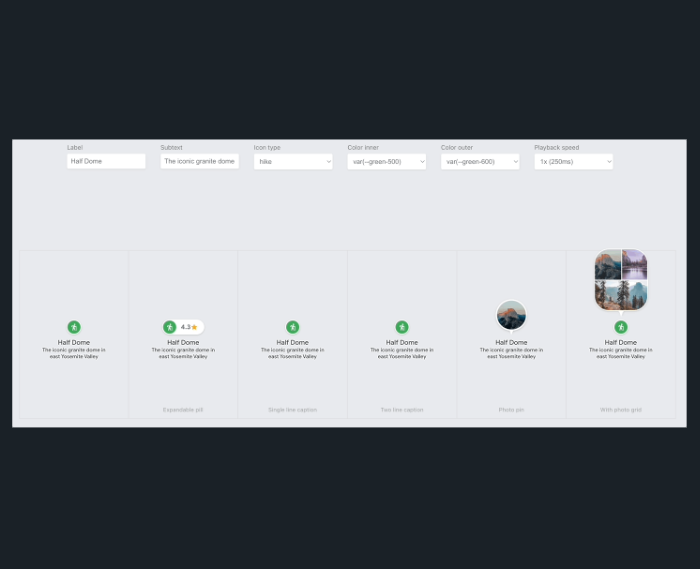 Label
Subtext
Icon type
Color inner
Color outer
Playback speed
Half Dome
The iconic granite dome
hike
var(--green-500)
var(--green-600)
1x (250ms)
4.3
Half Dome
The iconic granite dome in
east Yosemite Valley
Half Dome
The iconic granite dome in
east Yosemite Valley
Half Dome
The iconic granite dome in
east Yosemite Valley
Half Dome
The iconic granite dome in
east Yosemite Valley
Half Dome
The iconic granite dome in
east Yosemite Valley
Half Dome
The iconic granite dome in
east Yosemite Valley
Expandable pill
Single line caption
Two line caption
Photo pin
With photo grid